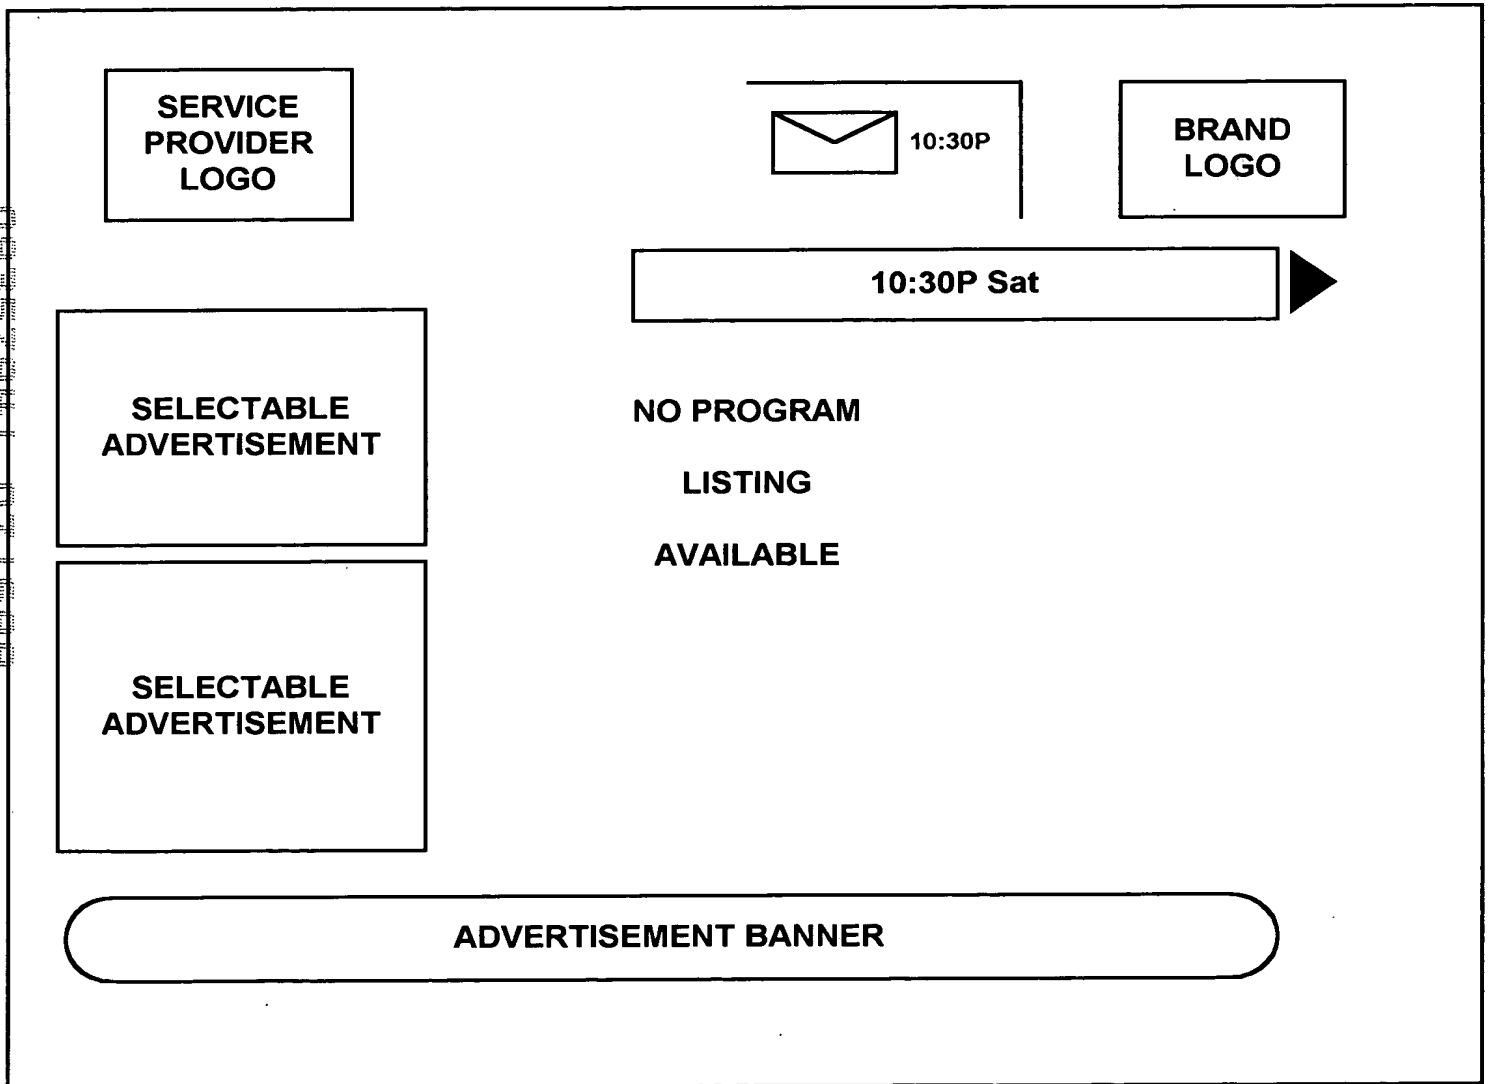 SERVICE
PROVIDER
LOGO
10:30P
BRAND
LOGO
10:30P Sat
SELECTABLE
ADVERTISEMENT
NO PROGRAM
LISTING
AVAILABLE
SELECTABLE
ADVERTISEMENT
ADVERTISEMENT BANNER